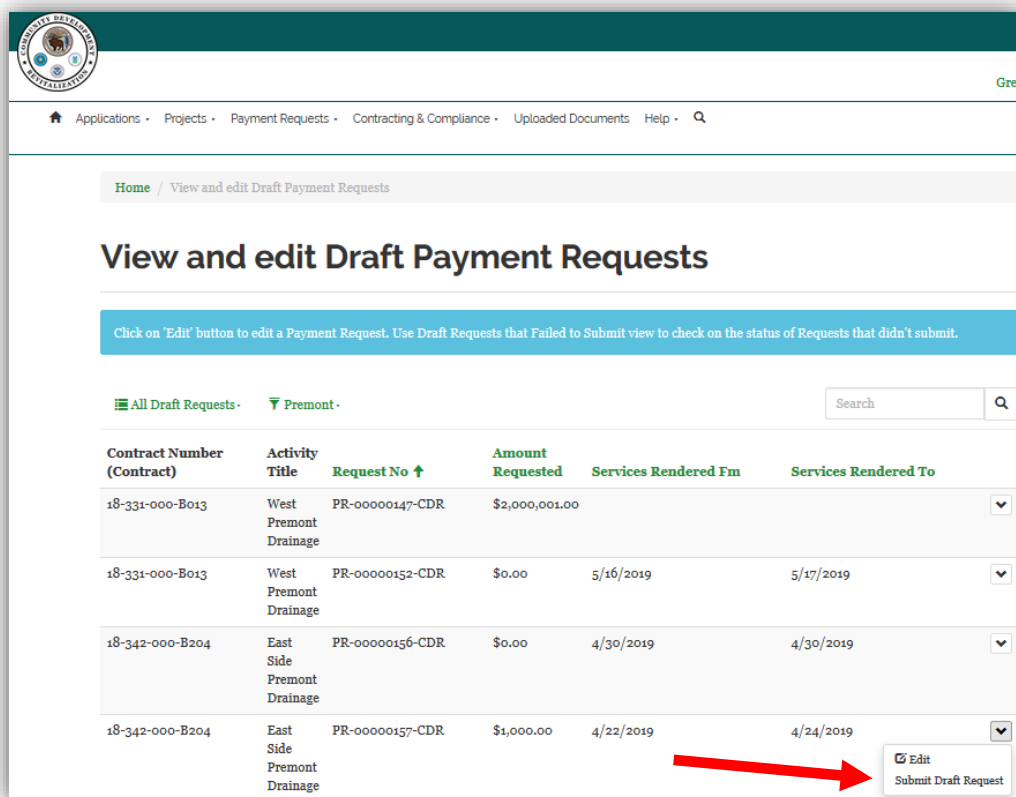 COMMUNITY DEVELOPMENT
REVITALIZATION
Gre
Applications Projects Payment Requests Contracting & Compliance Uploaded Documents Help
Home / View and edit Draft Payment Requests
View and edit Draft Payment Requests
Click on 'Edit' button to edit a Payment Request. Use Draft Requests that Failed to Submit view to check on the status of Requests that didn't submit.
All Draft Requests Premont Search
Contract Number (Contract) Activity Title Request No Amount Requested Services Rendered Fm Services Rendered To
18-331-000-B013 West Premont Drainage PR-00000147-CDR $2,000,001.00
18-331-000-B013 West Premont Drainage PR-00000152-CDR $0.00 5/16/2019 5/17/2019
18-342-000-B204 East Side Premont Drainage PR-00000156-CDR $0.00 4/30/2019 4/30/2019
18-342-000-B204 East Side Premont Drainage PR-00000157-CDR $1,000.00 4/22/2019 4/24/2019
Edit
Submit Draft Request